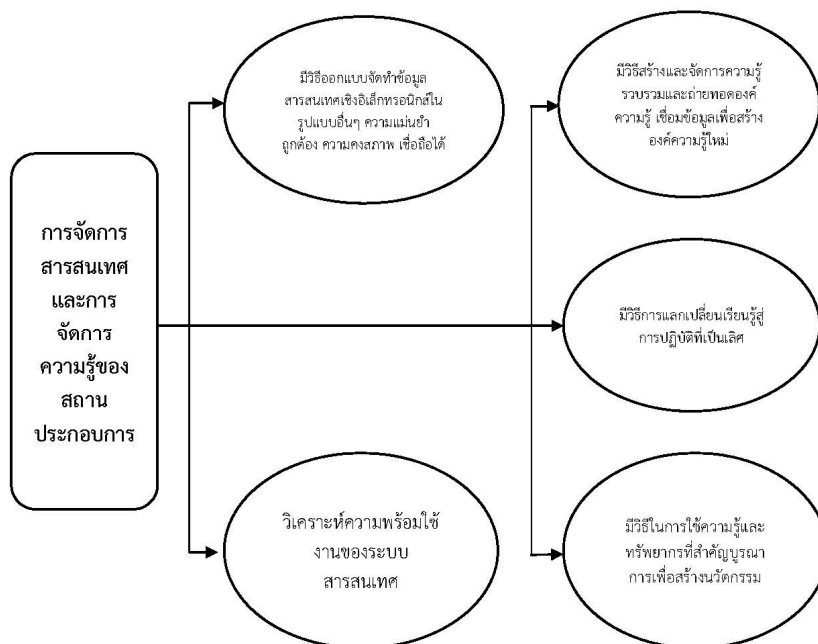 การจัดการ
สารสนเทศ
และการ
จัดการ
ความรู้ของ
สถาน
ประกอบการ
มีวิธีออกแบบจัดทำข้อมูล
สารสนเทศเชิงอิเล็กทรอนิกส์ใน
รูปแบบอื่นๆ ความแม่นยำ
ถูกต้อง ความคงสภาพ เชื่อถือได้
วิเคราะห์ความพร้อมใช้
งานของระบบ
สารสนเทศ
มีวิธีสร้างและจัดการความรู้
รวบรวมและถ่ายทอดองค์
ความรู้ เชื่อมข้อมูลเพื่อสร้าง
องค์ความรู้ใหม่
มีวิธีการแลกเปลี่ยนเรียนรู้สู่
การปฏิบัติที่เป็นเลิศ
มีวิธีในการใช้ความรู้และ
ทรัพยากรที่สำคัญบูรณา
การเพื่อสร้างนวัตกรรม